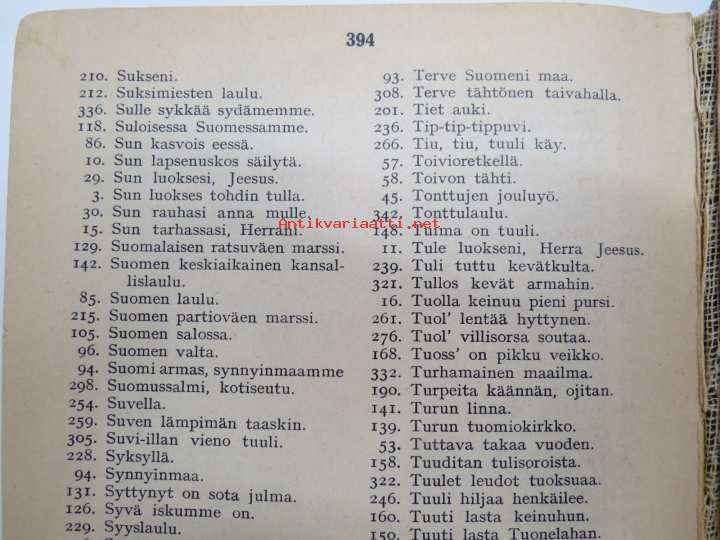 394
210. Sukseni.
212. Suksimiesten laulu.
336. Sulle sykkää sydämemme.
118. Suloisessa Suomessamme.
86. Sun kasvois eessä.
10. Sun lapsenuskos säilytä.
29. Sun luoksesi, Jeesus.
3. Sun luokses tohdin tulla.
30. Sun rauhasi anna mulle.
15. Sun tarhassasi, Herrani.
129. Suomalaisen ratsuväen marssi.
142. Suomen keskiaikainen kansal-
lislaulu.
85. Suomen laulu.
215. Suomen partioväen marssi.
105. Suomen salossa.
96. Suomen valta.
94. Suomi armas, synnyinmaamme
298. Suomussalmi, kotiseutu.
254. Suvella.
259. Suven lämpimän taaskin.
305. Suvi-illan vieno tuuli.
228. Syksyllä.
94. Synnyinmaa.
131. Syttynyt on sota julma.
126. Syvä iskumme on.
229. Syyslaulu.
93. Terve Suomeni maa.
308. Terve tähtönen taivahalla.
201. Tiet auki.
236. Tip-tip-tippuvi.
266. Tiu, tiu, tuuli käy.
57. Toivioretkellä.
58. Toivon tähti.
45. Tonttujen jouluyö.
342. Tonttulaulu.
148. Tuima on tuuli.
11. Tule luokseni, Herra Jeesus.
239. Tuli tuttu kevätkulta.
321. Tullos kevät armahin.
16. Tuolla keinuu pieni pursi.
261. Tuol' lentää hyttynen.
276. Tuol' villisorsa soutaa.
168. Tuoss' on pikku veikko.
332. Turhamainen maailma.
190. Turpeita käännän, ojitan.
141. Turun linna.
139. Turun tuomiokirkko.
53. Tuttava takaa vuoden.
158. Tuuditan tulisoroista.
322. Tuulet leudot tuoksuaa.
246. Tuuli hiljaa henkäilee.
160. Tuuti lasta keinuhun.
150. Tuuti lasta Tuonelahan.
Antikvariaatti.net